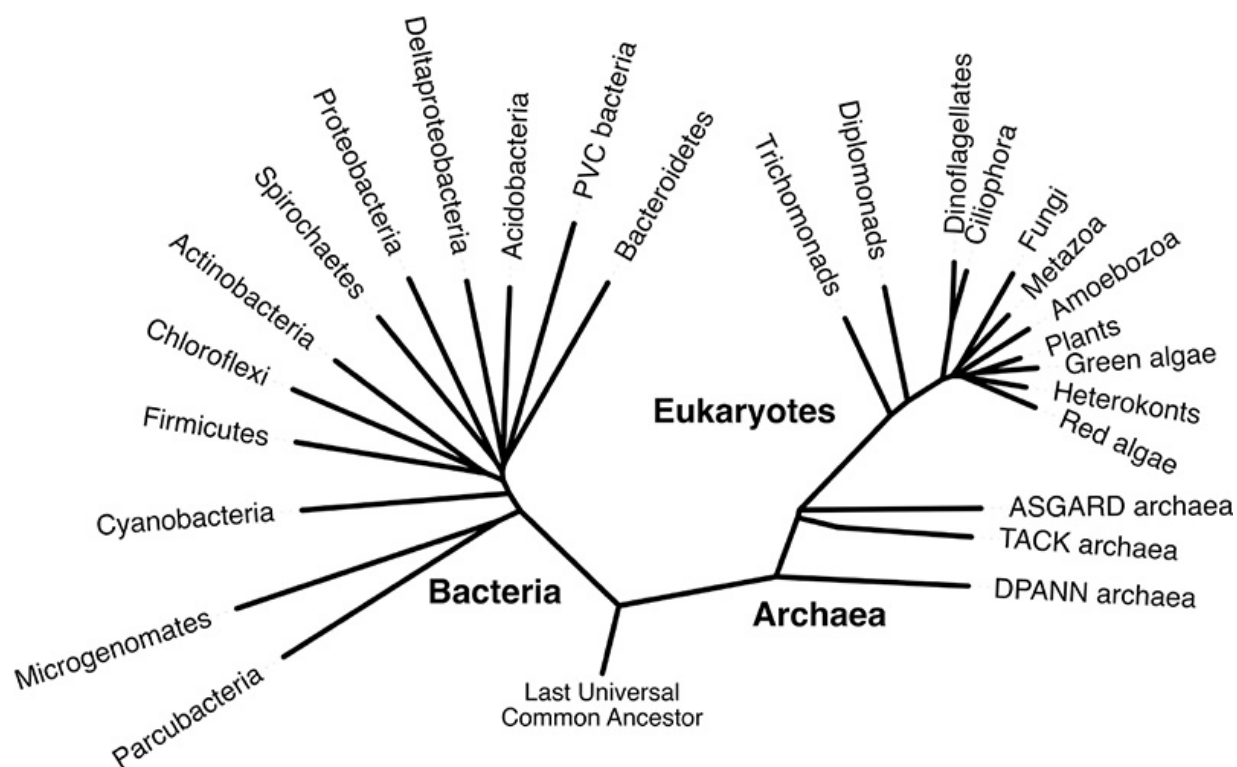 Parcubacteria
Microgenomates
Cyanobacteria
Firmicutes
Chloroflexi
Actinobacteria
Spirochaetes
Proteobacteria
Deltaproteobacteria
Acidobacteria
PVC bacteria
Bacteroidetes
Trichomonads
Diplomonads
Dinoflagellates
Ciliophora
Fungi
Metazoa
Amoebozoa
Plants
Green algae
Heterokonts
Red algae
ASGARD archaea
TACK archaea
DPANN archaea
Eukaryotes
Bacteria
Archaea
Last Universal
Common Ancestor